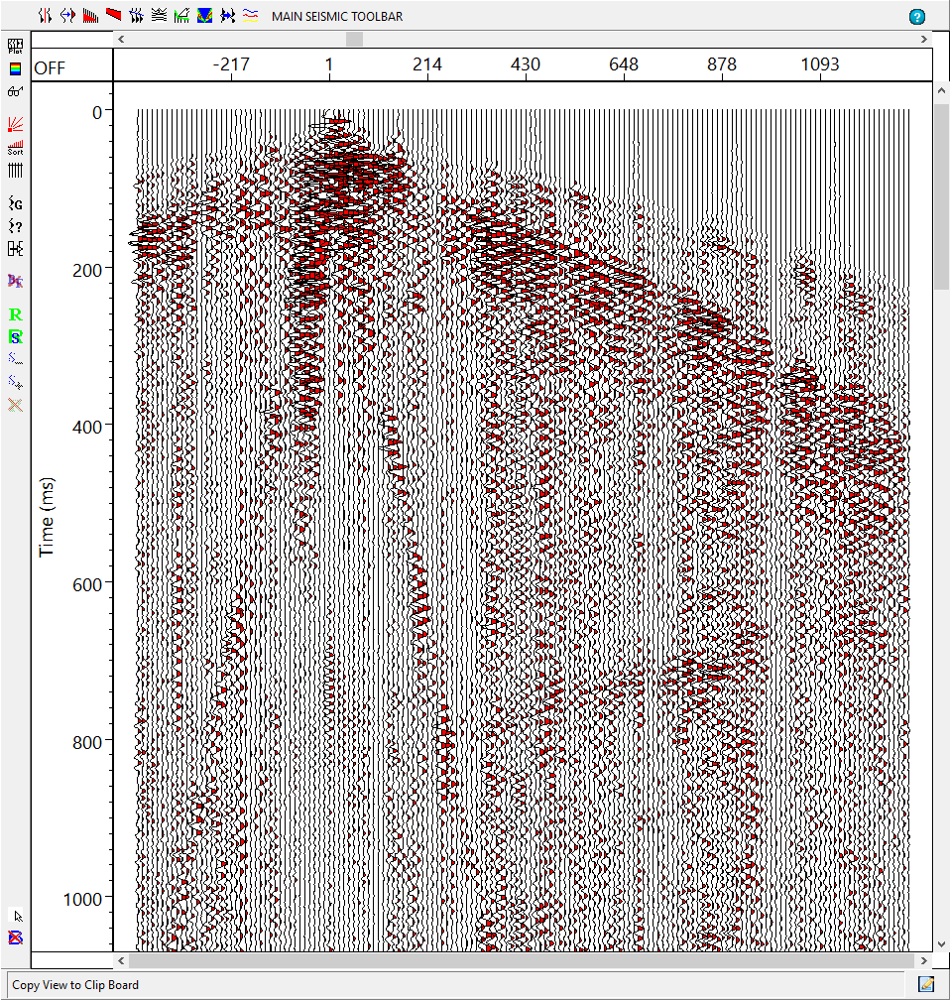 MAIN SEISMIC TOOLBAR
?
Plot
OFF
-217 1 214 430 648 878 1093
Sort
G
?
R
R
S
S
S
0
200
400
600
800
1000
Time (ms)
Copy View to Clip Board